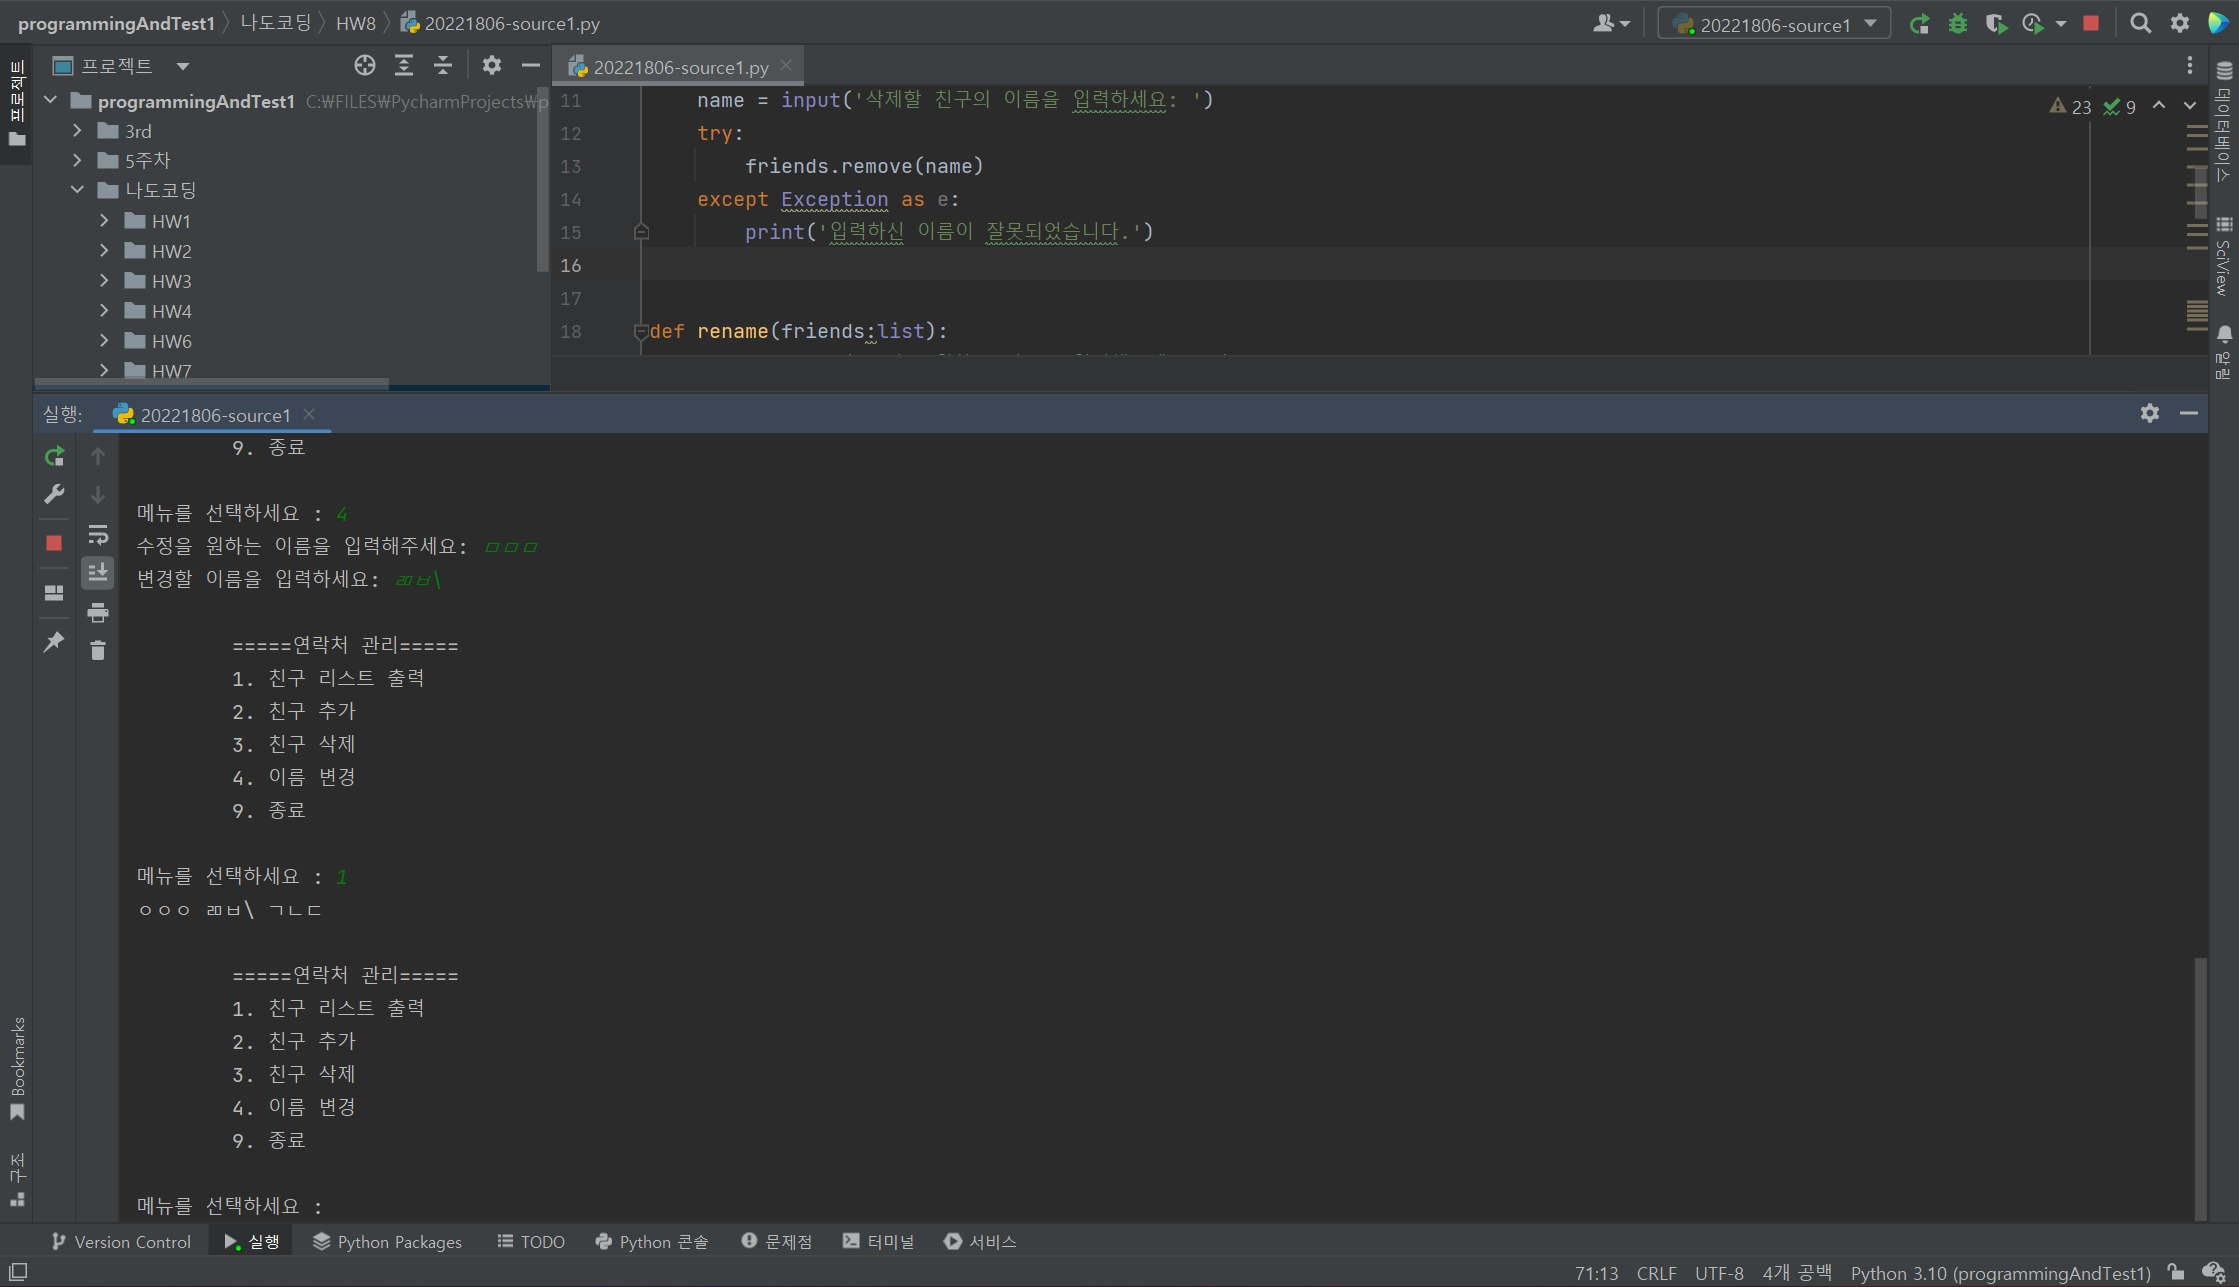 programmingAndTest1 나도코딩 HW8 20221806-source1.py
20221806-source1
프로젝트
프로젝트
20221806-source1.py
programmingAndTest1 C:₩FILES₩PycharmProjects₩p
3rd
5주차
나도코딩
HW1
HW2
HW3
HW4
HW6
HW7
11 name = input('삭제할 친구의 이름을 입력하세요: ')
12 try:
13 friends.remove(name)
14 except Exception as e:
15 print('입력하신 이름이 잘못되었습니다.')
16
17
18 def rename(friends:list):
23 9
데이터베이스
SciView
알림
실행: 20221806-source1
9. 종료
메뉴를 선택하세요 : 4
수정을 원하는 이름을 입력해주세요: ㅁㅁㅁ
변경할 이름을 입력하세요: ㄻㅂ\
=====연락처 관리=====
1. 친구 리스트 출력
2. 친구 추가
3. 친구 삭제
4. 이름 변경
9. 종료
메뉴를 선택하세요 : 1
ㅇㅇㅇ ㄻㅂ\ ㄱㄴㄷ
=====연락처 관리=====
1. 친구 리스트 출력
2. 친구 추가
3. 친구 삭제
4. 이름 변경
9. 종료
메뉴를 선택하세요 :
Bookmarks
구조
Version Control 실행 Python Packages TODO Python 콘솔 문제점 터미널 서비스
71:13 CRLF UTF-8 4개 공백 Python 3.10 (programmingAndTest1)